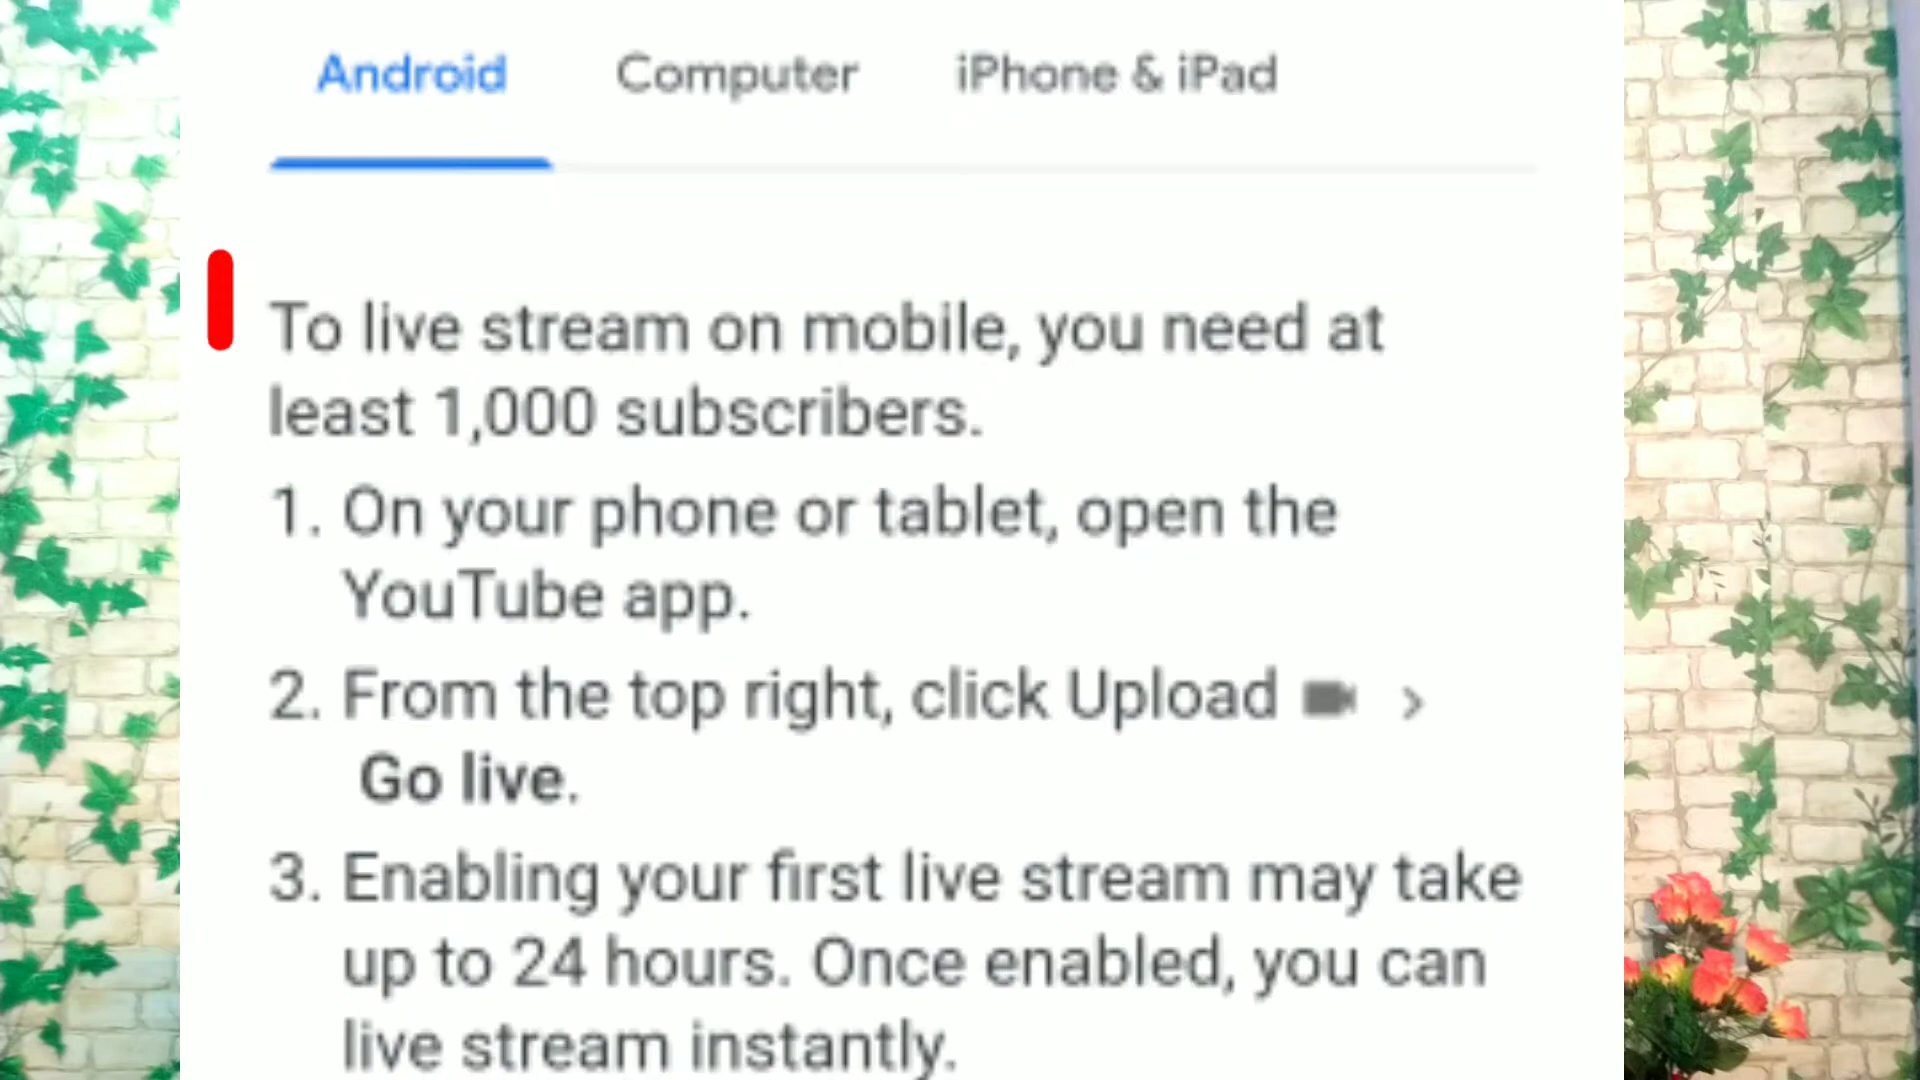 Android Computer iPhone & iPad
To live stream on mobile, you need at
least 1,000 subscribers.
1. On your phone or tablet, open the
YouTube app.
2. From the top right, click Upload >
Go live.
3. Enabling your first live stream may take
up to 24 hours. Once enabled, you can
live stream instantly.